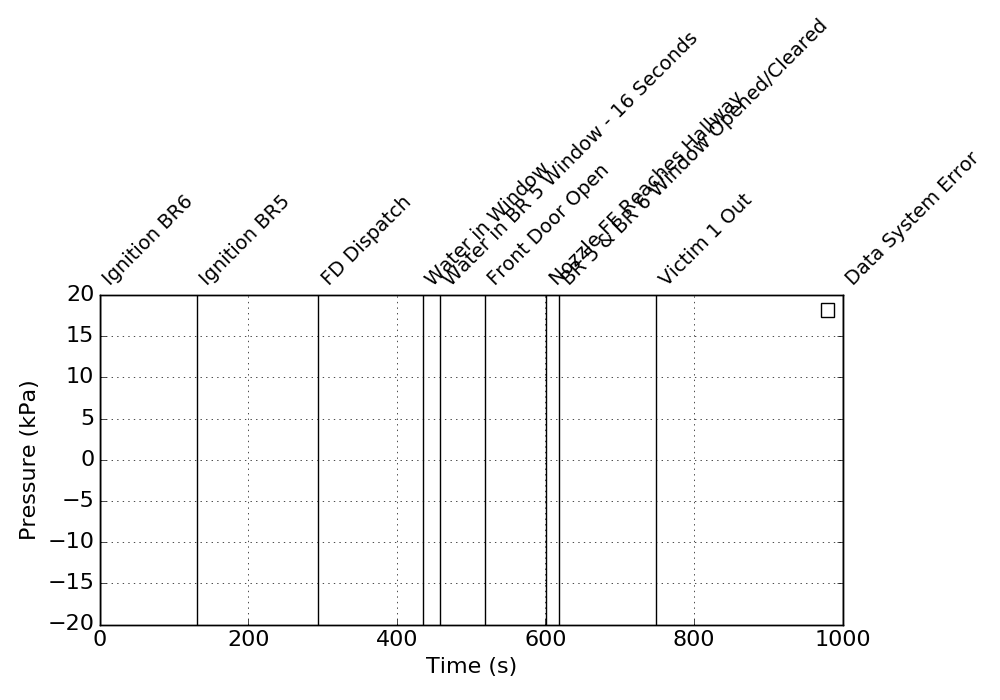 Ignition BR6
Ignition BR5
FD Dispatch
Water in Window
Water in BR 5 Window - 16 Seconds
Front Door Open
Nozzle FF Reaches Hallway
BR 5 & BR 6 Window Opened/Cleared
Victim 1 Out
Data System Error
20
15
10
5
0
−5
−10
−15
−20
Pressure (kPa)
0 200 400 600 800 1000
Time (s)